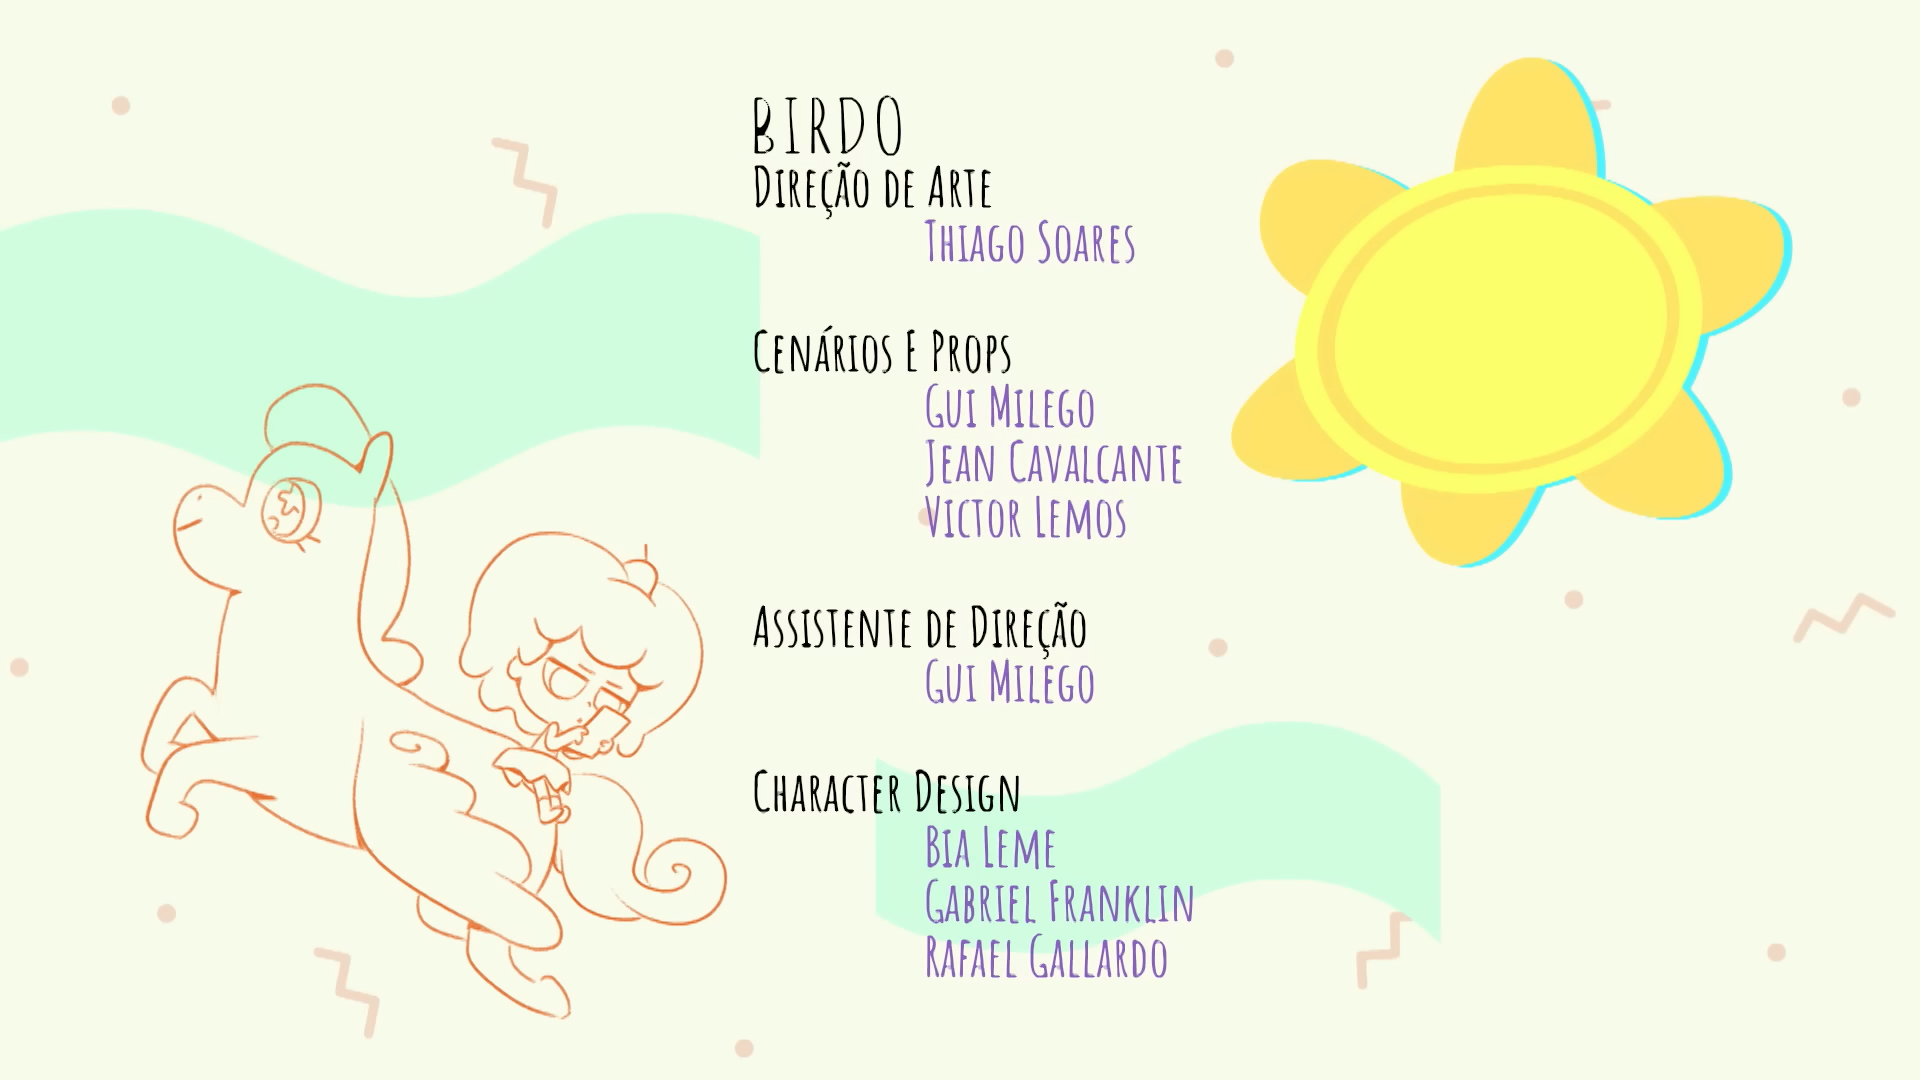 BIRDO
Direção de Arte
Thiago Soares
Cenários E Props
Gui Milego
Jean Cavalcante
Victor Lemos
Assistente de Direção
Gui Milego
Character Design
Bia Leme
Gabriel Franklin
Rafael Gallardo